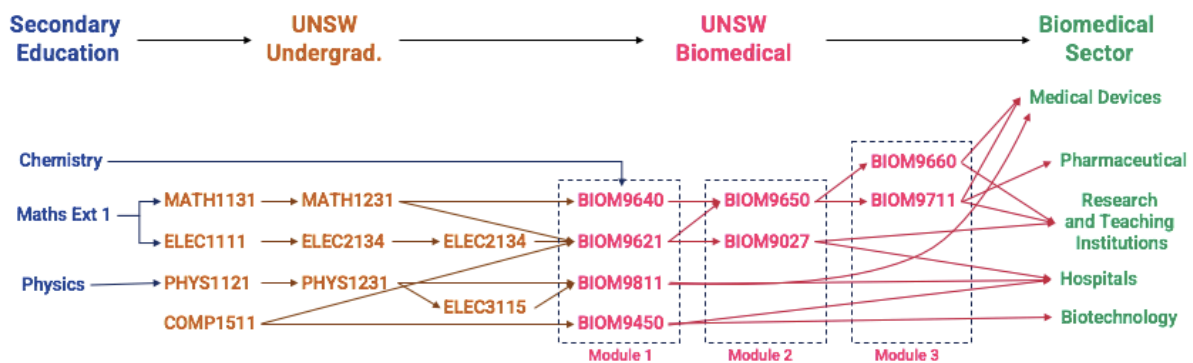 Secondary
Education
UNSW
Undergrad.
UNSW
Biomedical
Biomedical
Sector
Medical Devices
Chemistry
BIOM9660
Pharmaceutical
Maths Ext 1
MATH1131
MATH1231
BIOM9640
BIOM9650
BIOM9711
Research
and Teaching
Institutions
ELEC1111
ELEC2134
ELEC2134
BIOM9621
BIOM9027
Physics
PHYS1121
PHYS1231
BIOM9811
Hospitals
ELEC3115
COMP1511
BIOM9450
Biotechnology
Module 1
Module 2
Module 3